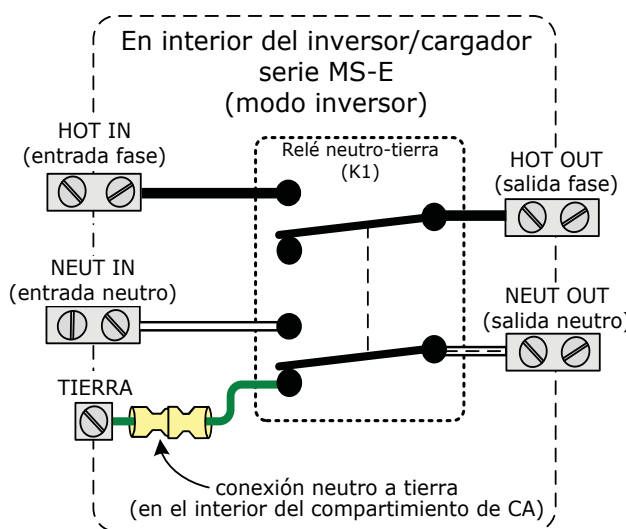 En interior del inversor/cargador
serie MS-E
(modo inversor)
HOT IN
(entrada fase)
Relé neutro-tierra
(K1)
HOT OUT
(salida fase)
NEUT IN
(entrada neutro)
NEUT OUT
(salida neutro)
TIERRA
conexión neutro a tierra
(en el interior del compartimiento de CA)